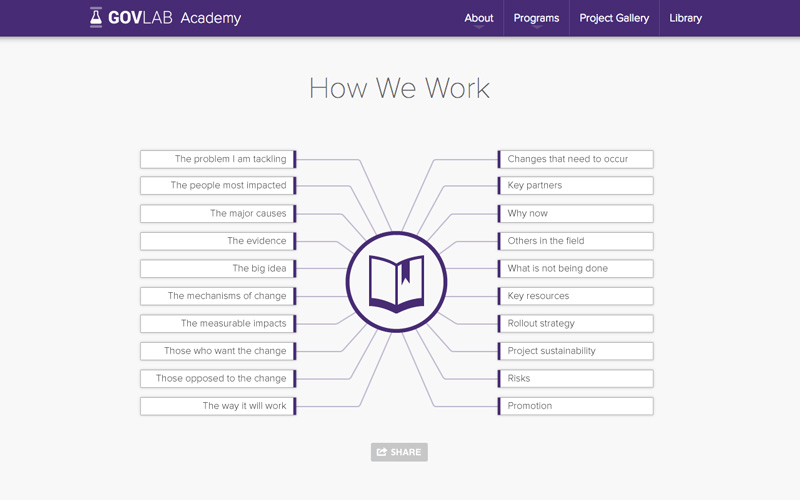 GOVLAB Academy
About
Programs
Project Gallery
Library
How We Work
The problem I am tackling
The people most impacted
The major causes
The evidence
The big idea
The mechanisms of change
The measurable impacts
Those who want the change
Those opposed to the change
The way it will work
Changes that need to occur
Key partners
Why now
Others in the field
What is not being done
Key resources
Rollout strategy
Project sustainability
Risks
Promotion
SHARE